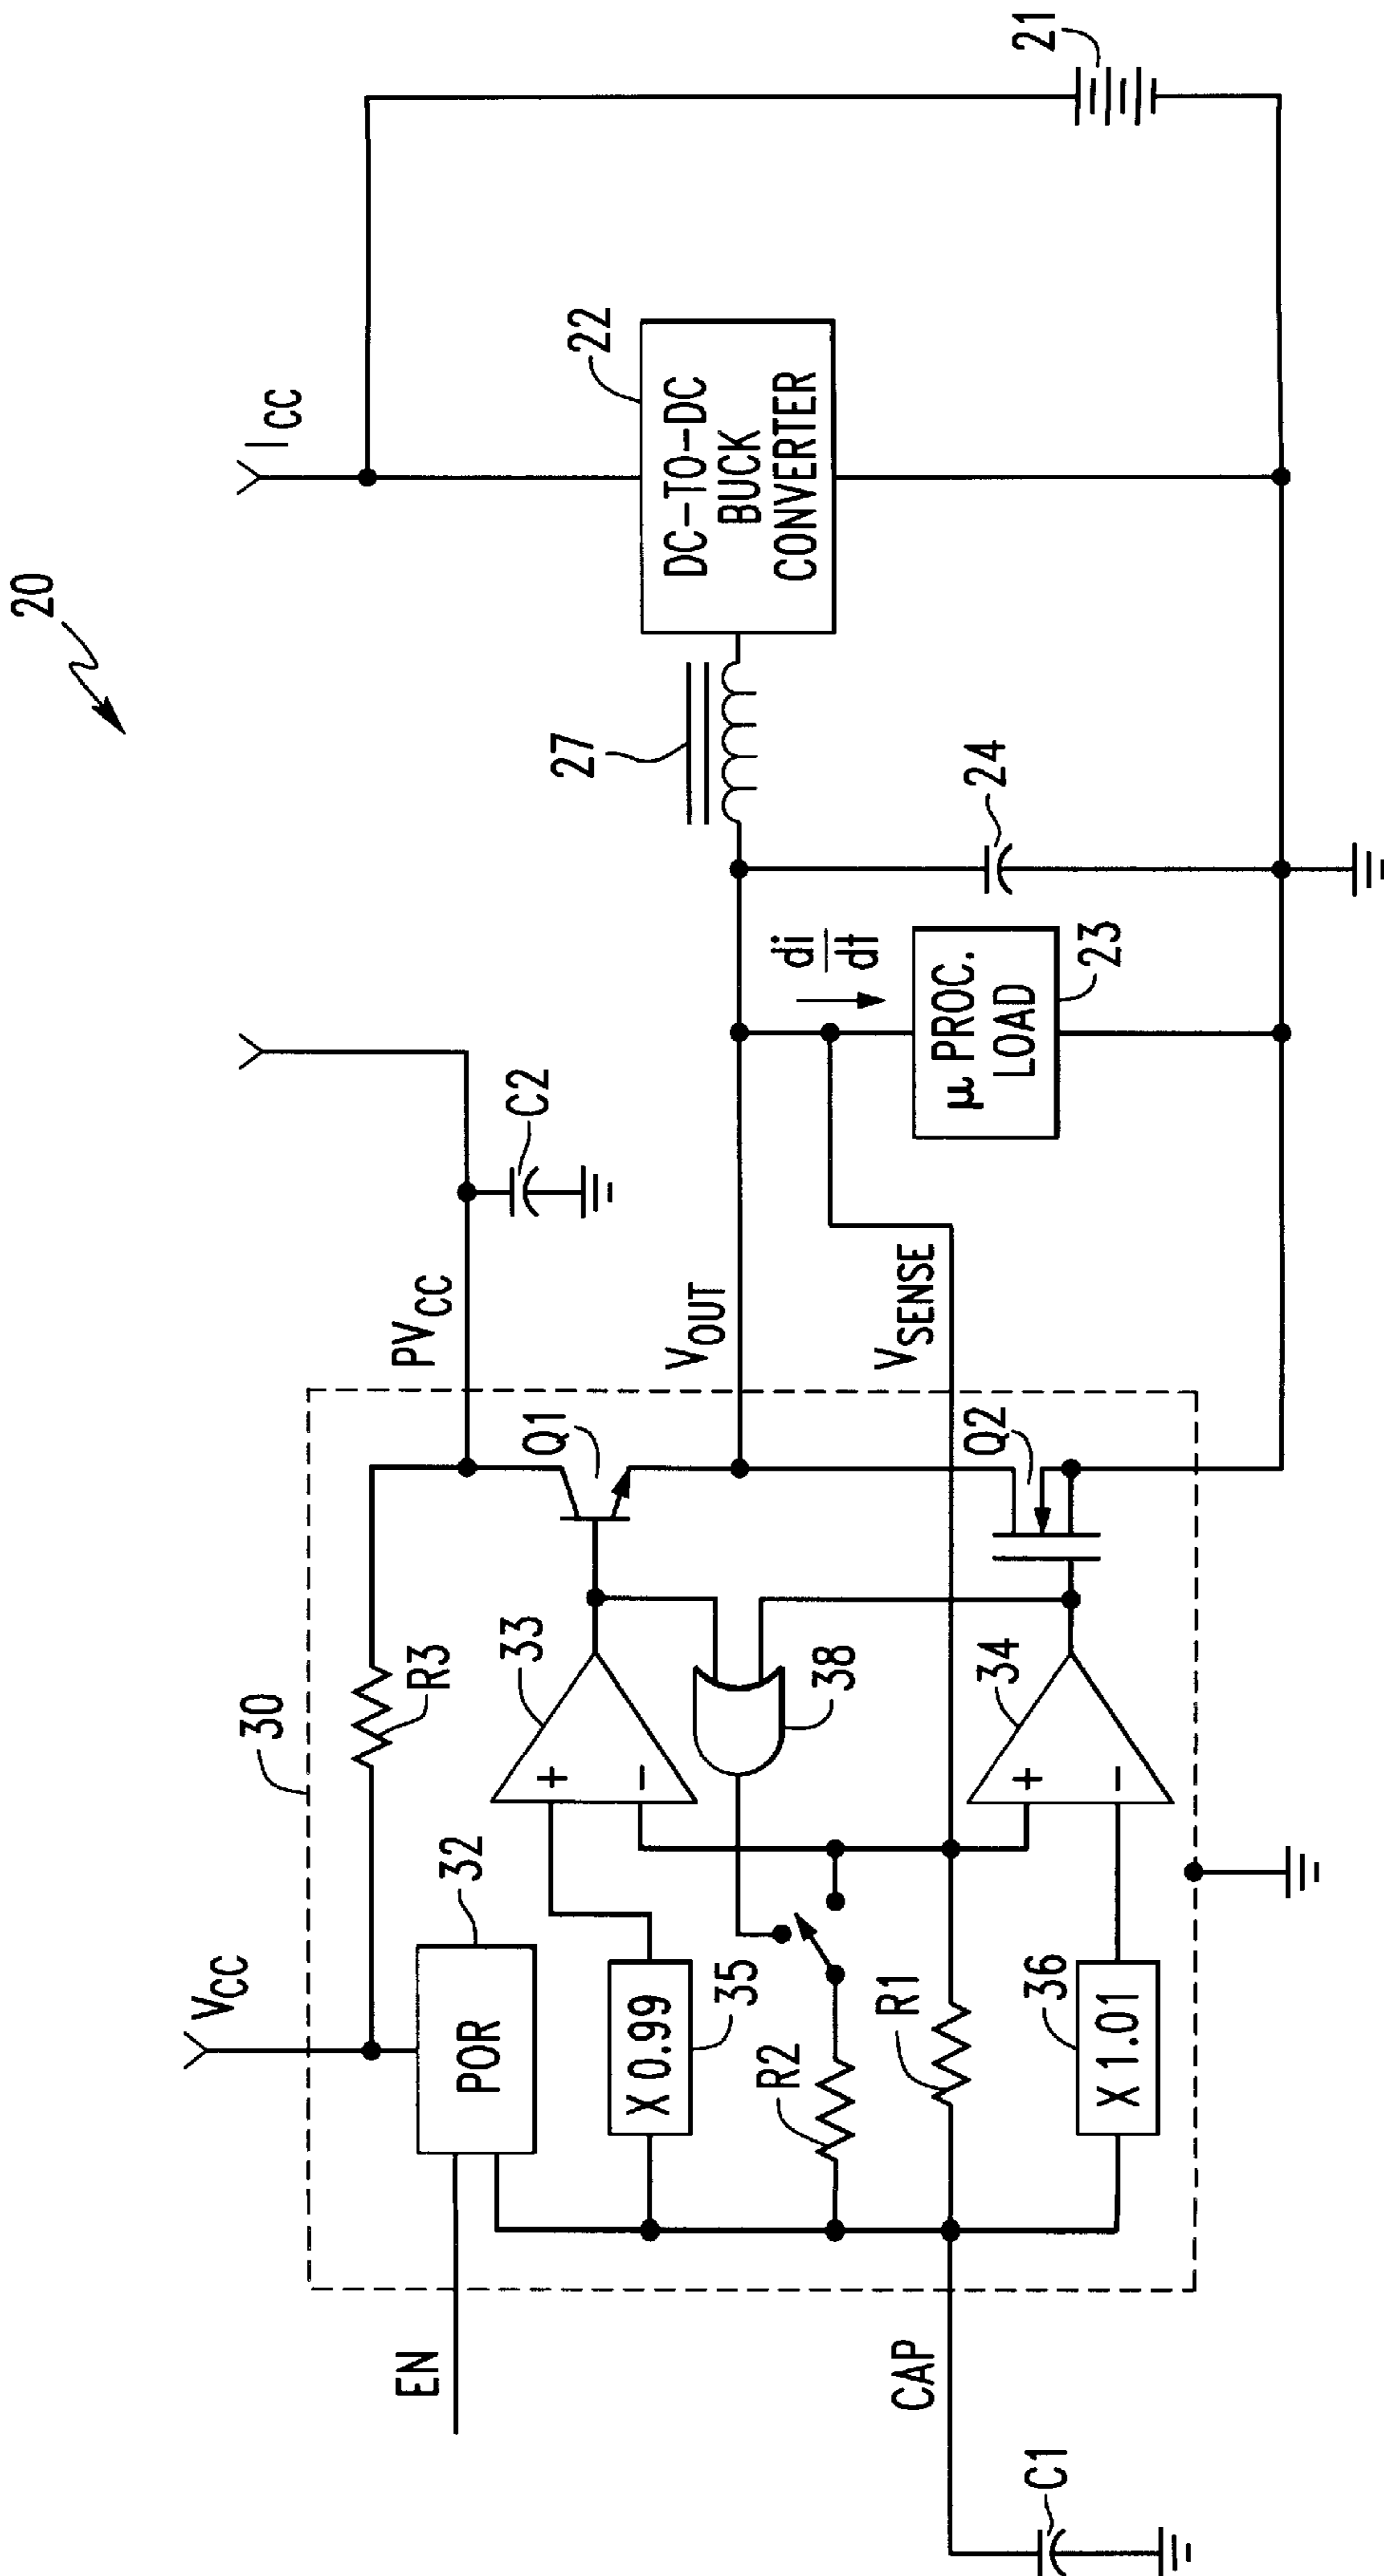 20
EN
V_CC
30
PV_CC
I_CC
POR
32
R3
33
Q1
C2
27
22
DC-TO-DC
BUCK
CONVERTER
21
+
−
X 0.99
35
R2
38
V_OUT
di
dt
24
CAP
R1
V_SENSE
μ PROC.
LOAD
23
C1
X 1.01
36
+
−
34
Q2